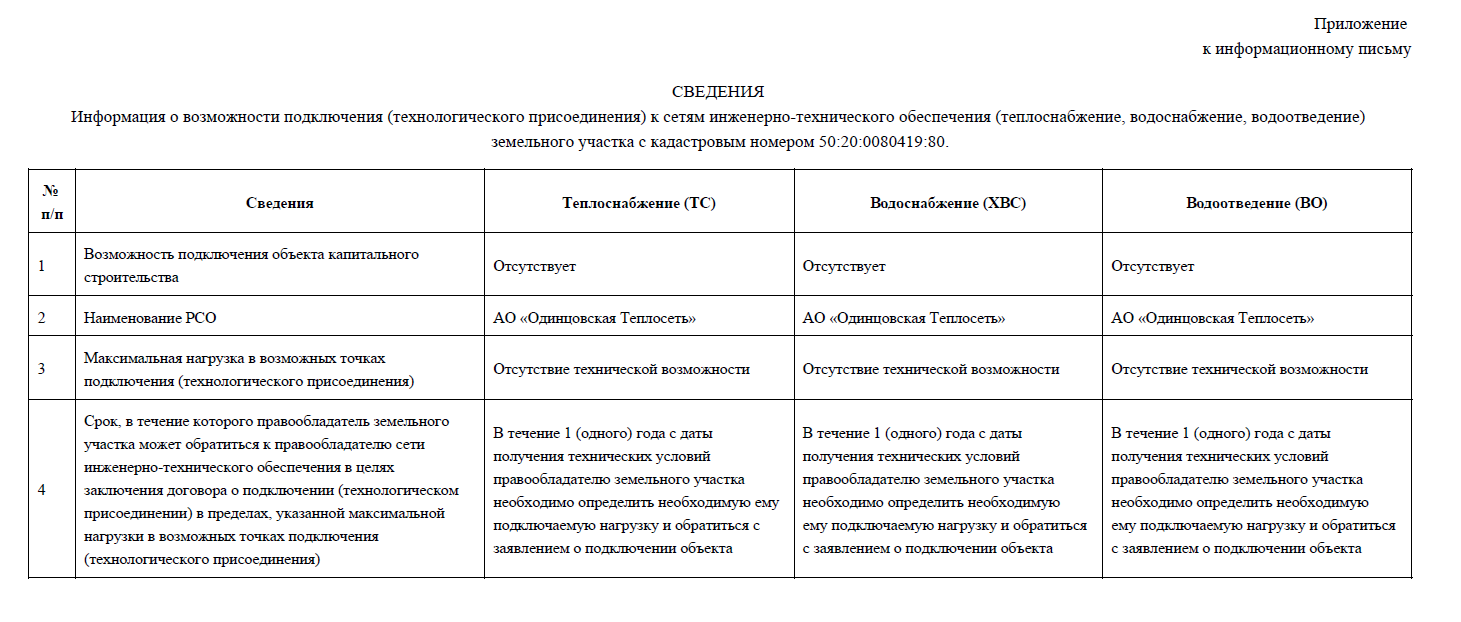 Приложение
к информационному письму
СВЕДЕНИЯ
Информация о возможности подключения (технологического присоединения) к сетям инженерно-технического обеспечения (теплоснабжение, водоснабжение, водоотведение)
земельного участка с кадастровым номером 50:20:0080419:80.
№
п/п
Сведения
Теплоснабжение (ТС)
Водоснабжение (ХВС)
Водоотведение (ВО)
1
Возможность подключения объекта капитального
строительства
Отсутствует
Отсутствует
Отсутствует
2
Наименование РСО
АО «Одинцовская Теплосеть»
АО «Одинцовская Теплосеть»
АО «Одинцовская Теплосеть»
3
Максимальная нагрузка в возможных точках
подключения (технологического присоединения)
Отсутствие технической возможности
Отсутствие технической возможности
Отсутствие технической возможности
4
Срок, в течение которого правообладатель земельного
участка может обратиться к правообладателю сети
инженерно-технического обеспечения в целях
заключения договора о подключении (технологическом
присоединении) в пределах, указанной максимальной
нагрузки в возможных точках подключения
(технологического присоединения)
В течение 1 (одного) года с даты
получения технических условий
правообладателю земельного участка
необходимо определить необходимую ему
подключаемую нагрузку и обратиться с
заявлением о подключении объекта
В течение 1 (одного) года с даты
получения технических условий
правообладателю земельного участка
необходимо определить необходимую
ему подключаемую нагрузку и обратиться
с заявлением о подключении объекта
В течение 1 (одного) года с даты
получения технических условий
правообладателю земельного участка
необходимо определить необходимую
ему подключаемую нагрузку и обратиться
с заявлением о подключении объекта